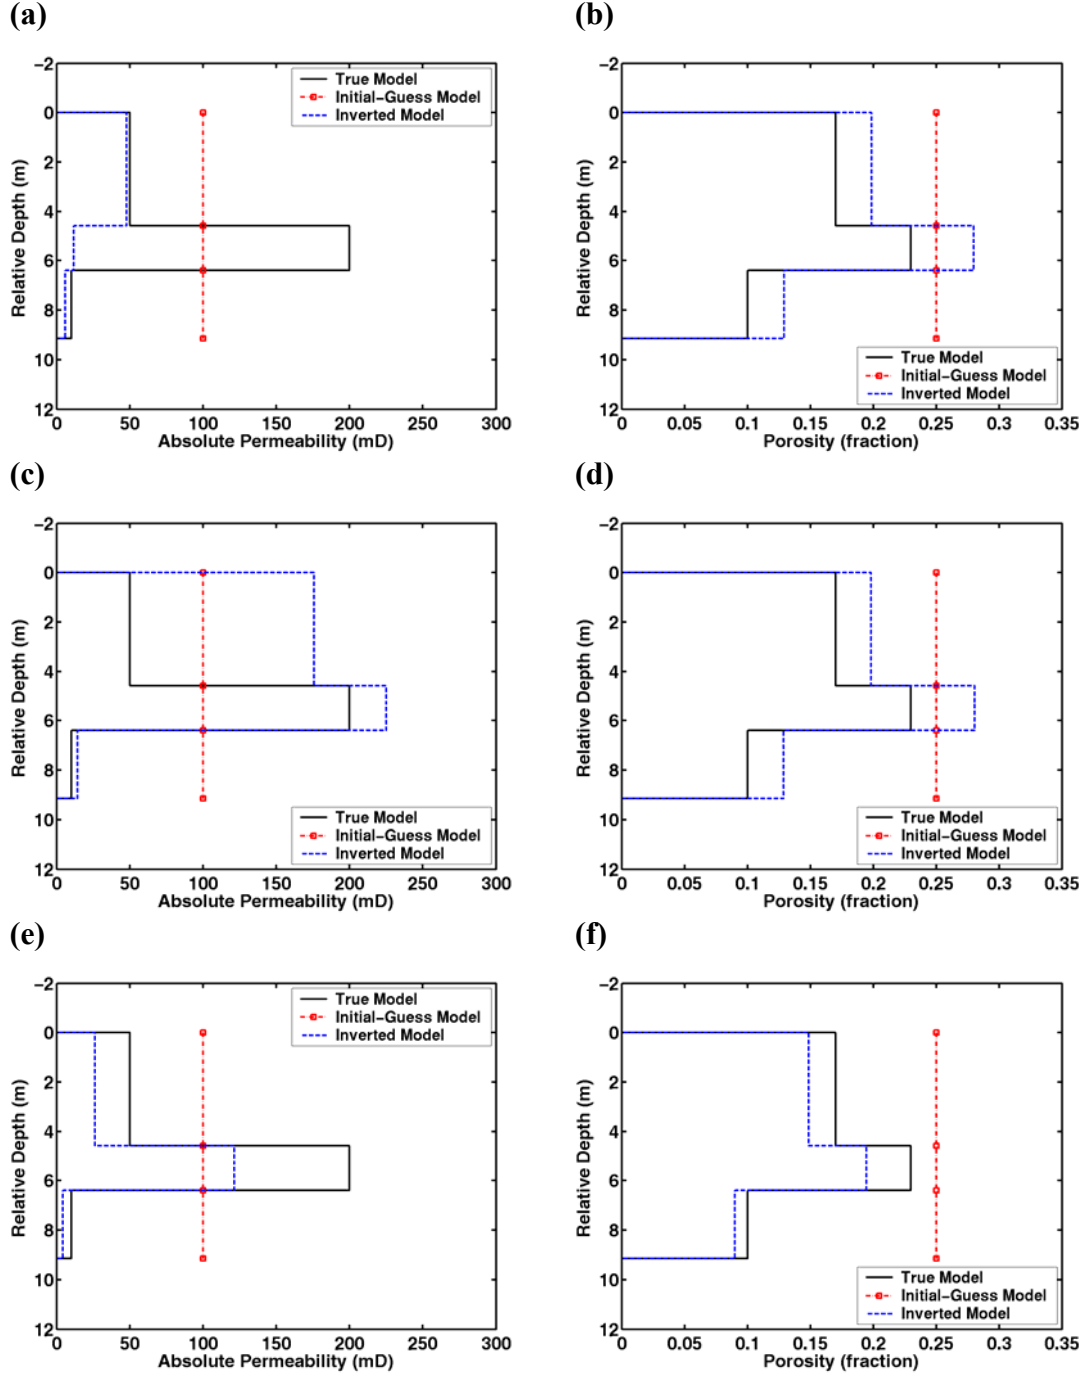 (a)
(b)
−2
0
2
4
6
8
10
12
Relative Depth (m)
True Model
Initial−Guess Model
Inverted Model
0 50 100 150 200 250 300
Absolute Permeability (mD)
−2
0
2
4
6
8
10
12
Relative Depth (m)
True Model
Initial−Guess Model
Inverted Model
0 0.05 0.1 0.15 0.2 0.25 0.3 0.35
Porosity (fraction)
(c)
(d)
−2
0
2
4
6
8
10
12
Relative Depth (m)
True Model
Initial−Guess Model
Inverted Model
0 50 100 150 200 250 300
Absolute Permeability (mD)
−2
0
2
4
6
8
10
12
Relative Depth (m)
True Model
Initial−Guess Model
Inverted Model
0 0.05 0.1 0.15 0.2 0.25 0.3 0.35
Porosity (fraction)
(e)
(f)
−2
0
2
4
6
8
10
12
Relative Depth (m)
True Model
Initial−Guess Model
Inverted Model
0 50 100 150 200 250 300
Absolute Permeability (mD)
−2
0
2
4
6
8
10
12
Relative Depth (m)
True Model
Initial−Guess Model
Inverted Model
0 0.05 0.1 0.15 0.2 0.25 0.3 0.35
Porosity (fraction)